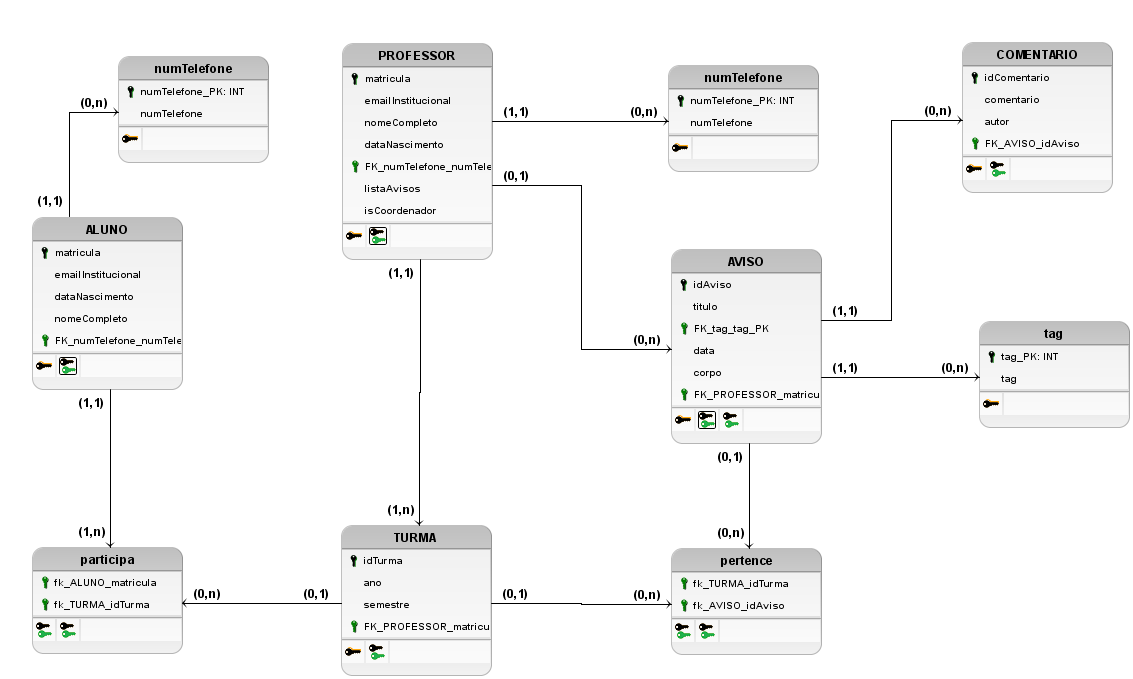 numTelefone
numTelefone_PK: INT
numTelefone
(0,n)
(1,1)
ALUNO
matricula
emailInstitucional
dataNascimento
nomeCompleto
FK_numTelefone_numTele
(1,1)
(1,n)
participa
fk_ALUNO_matricula
fk_TURMA_idTurma
PROFESSOR
matricula
emailInstitucional
nomeCompleto
dataNascimento
FK_numTelefone_numTele
listaAvisos
isCoordenador
(1,1)
(0,n)
(0,1)
(0,n)
(1,1)
(1,n)
numTelefone
numTelefone_PK: INT
numTelefone
TURMA
idTurma
ano
semestre
FK_PROFESSOR_matricu
(0,n)
(0,1)
(0,1)
(0,n)
AVISO
idAviso
titulo
FK_tag_tag_PK
data
corpo
FK_PROFESSOR_matricu
(1,1)
(0,n)
(1,1)
(0,n)
(0,1)
(0,n)
COMENTARIO
idComentario
comentario
autor
FK_AVISO_idAviso
tag
tag_PK: INT
tag
pertence
fk_TURMA_idTurma
fk_AVISO_idAviso